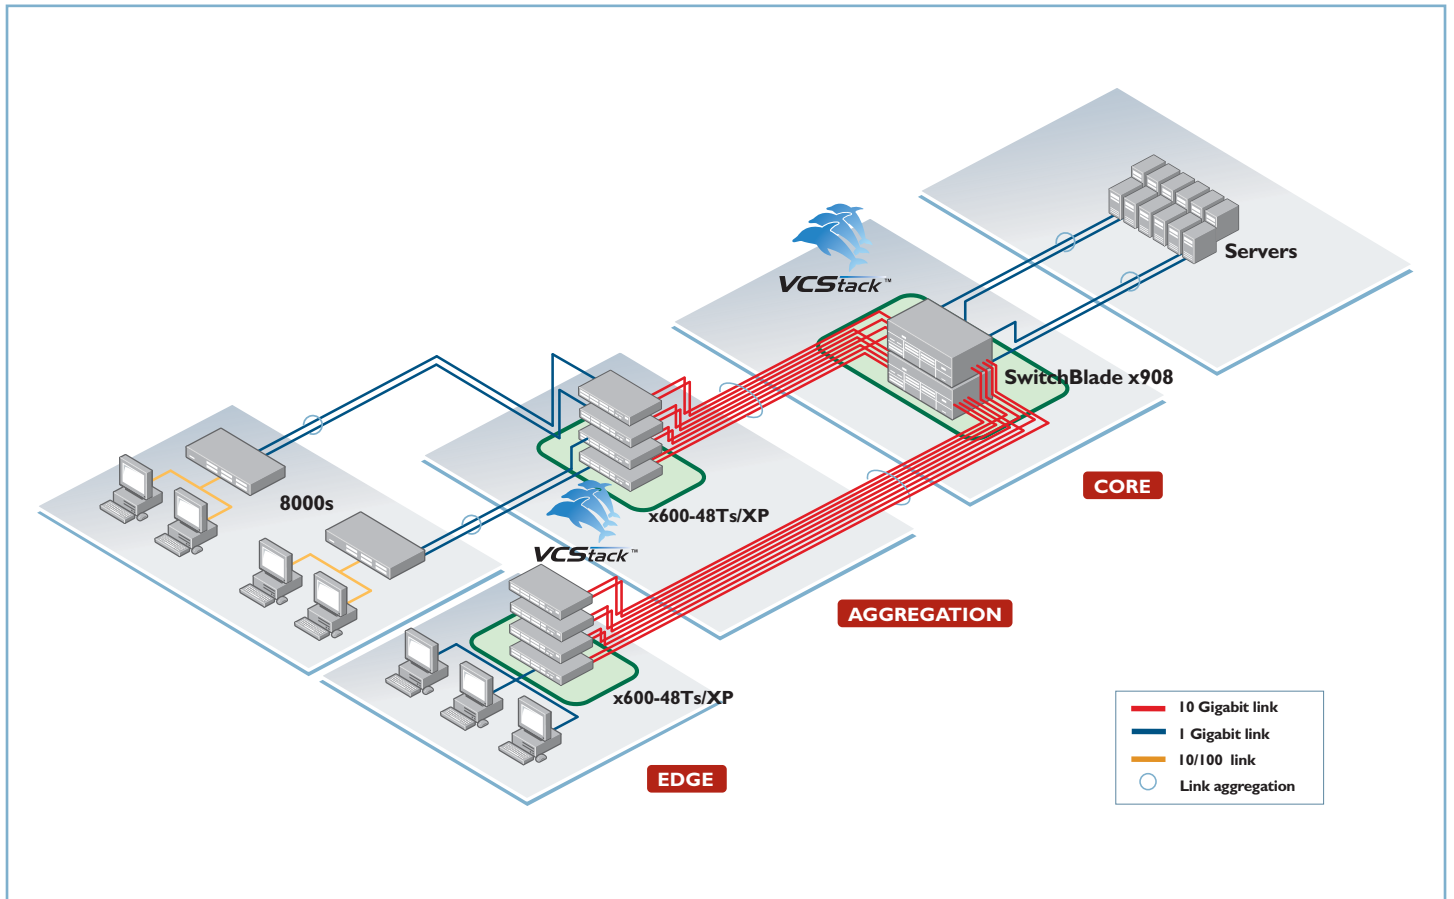 VCStack™
Servers
SwitchBlade x908
CORE
8000s
x600-48Ts/XP
VCStack™
AGGREGATION
x600-48Ts/XP
EDGE
10 Gigabit link
1 Gigabit link
10/100 link
Link aggregation